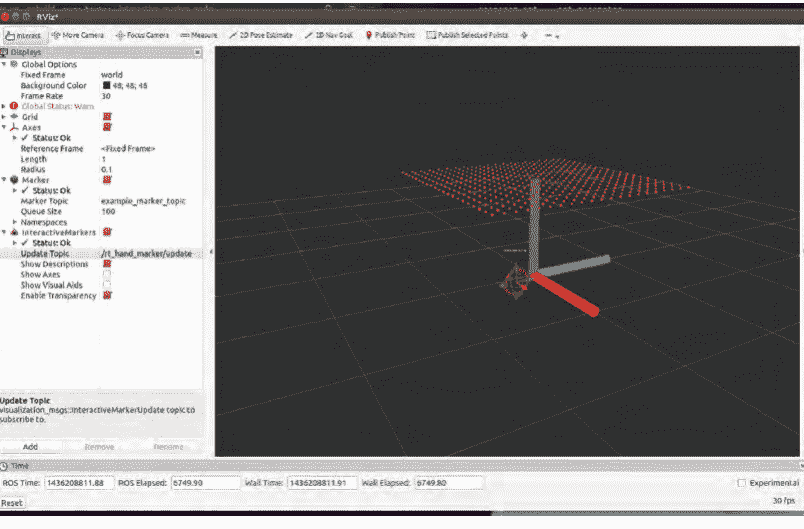 RViz*
Interact Move Camera Focus Camera Measure 2D Pose Estimate 2D Nav Goal Publish Point Publish Selected Points
Displays
Global Options
Fixed Frame world
Background Color 48; 48; 48
Frame Rate 30
Global Status: Warn
Grid
Axes
Status: Ok
Reference Frame <Fixed Frame>
Length 1
Radius 0.1
Marker
Status: Ok
Marker Topic example_marker_topic
Queue Size 100
Namespaces
InteractiveMarkers
Status: Ok
Update Topic /rt_hand_marker/update
Show Descriptions
Show Axes
Show Visual Aids
Enable Transparency
Update Topic
visualization_msgs::InteractiveMarkerUpdate topic to
subscribe to.
Add Remove Rename
Time
ROS Time: 1436208811.88 ROS Elapsed: 6749.90 Wall Time: 1436208811.91 Wall Elapsed: 6749.80 Experimental
Reset 30 fps